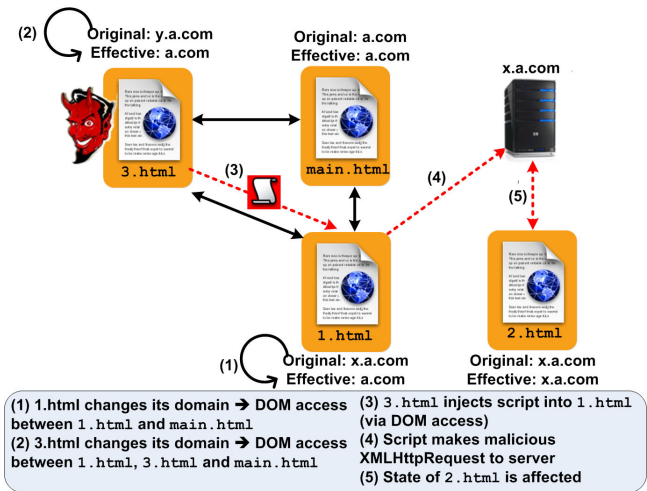 (2)
Original: y.a.com
Effective: a.com
Original: a.com
Effective: a.com
x.a.com
3.html
(3)
main.html
(4)
(5)
1.html
2.html
(1)
Original: x.a.com
Effective: a.com
Original: x.a.com
Effective: x.a.com
(1) 1.html changes its domain ➔ DOM access
between 1.html and main.html
(2) 3.html changes its domain ➔ DOM access
between 1.html, 3.html and main.html
(3) 3.html injects script into 1.html
(via DOM access)
(4) Script makes malicious
XMLHttpRequest to server
(5) State of 2.html is affected